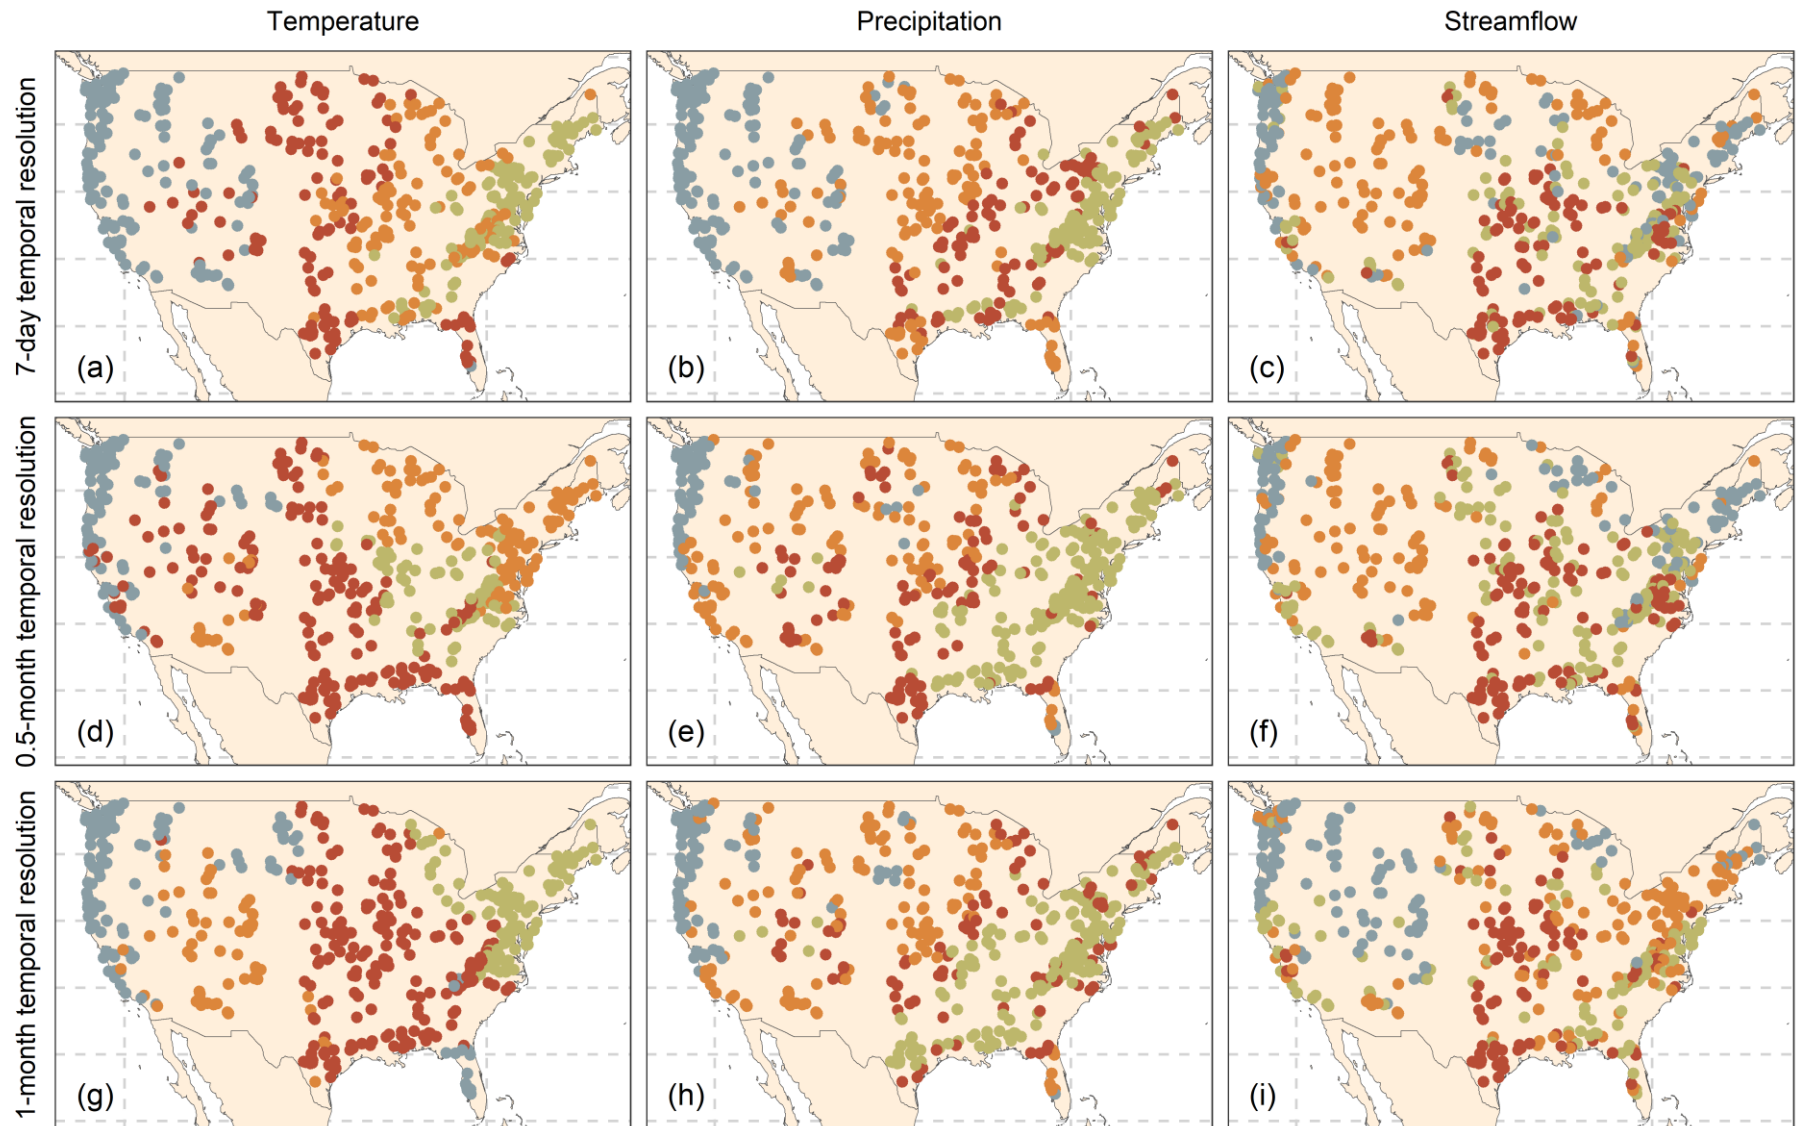 Temperature
Precipitation
Streamflow
7-day temporal resolution
(a)
(b)
(c)
0.5-month temporal resolution
(d)
(e)
(f)
1-month temporal resolution
(g)
(h)
(i)